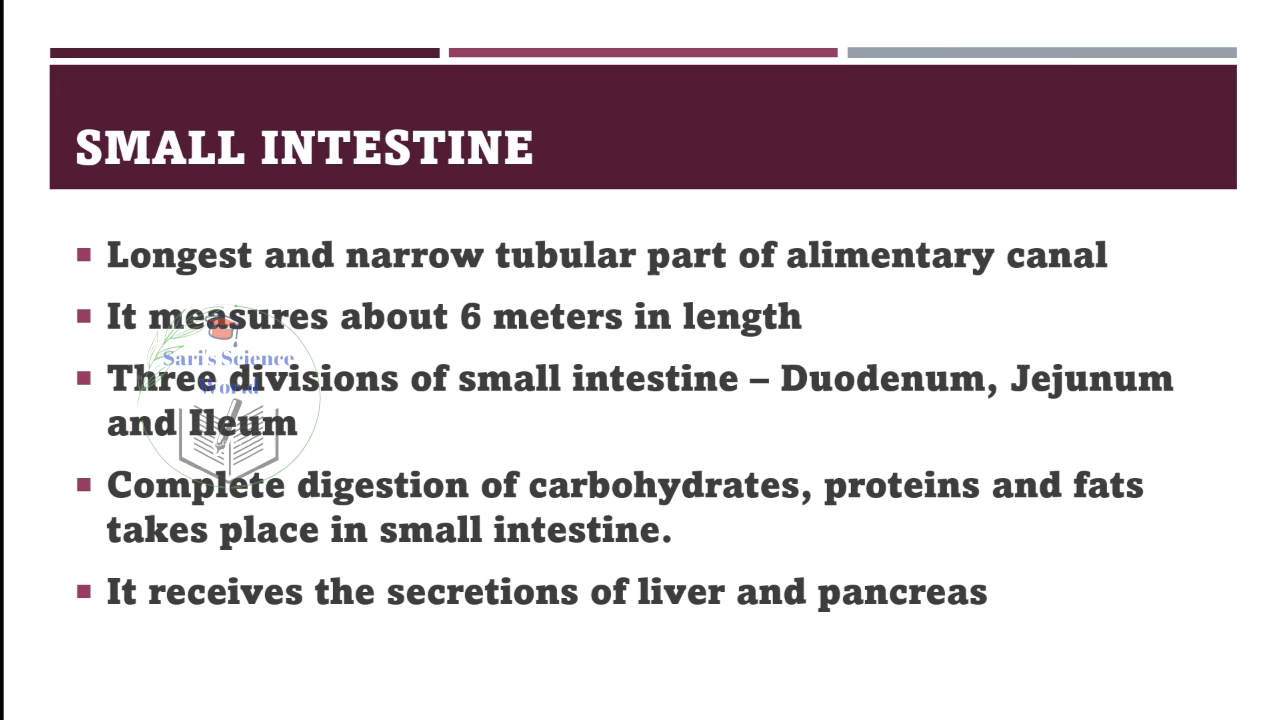 SMALL INTESTINE
Longest and narrow tubular part of alimentary canal
It measures about 6 meters in length
Sari's Science
World
Three divisions of small intestine – Duodenum, Jejunum
and Ileum
Complete digestion of carbohydrates, proteins and fats
takes place in small intestine.
It receives the secretions of liver and pancreas